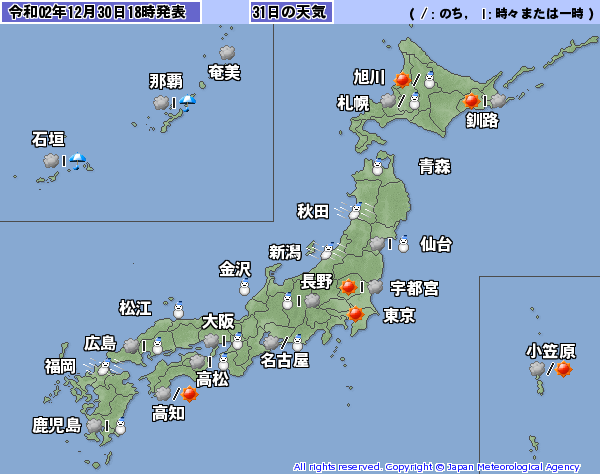 令和02年12月30日18時発表 31日の天気 ( /: のち, |: 時々または一時 )
奄美
那覇
石垣
旭川
札幌
釧路
青森
秋田
仙台
新潟
金沢
長野
宇都宮
松江
大阪
東京
広島
名古屋
福岡
高松
高知
鹿児島
小笠原
All rights reserved. Copyright © Japan Meteorological Agency